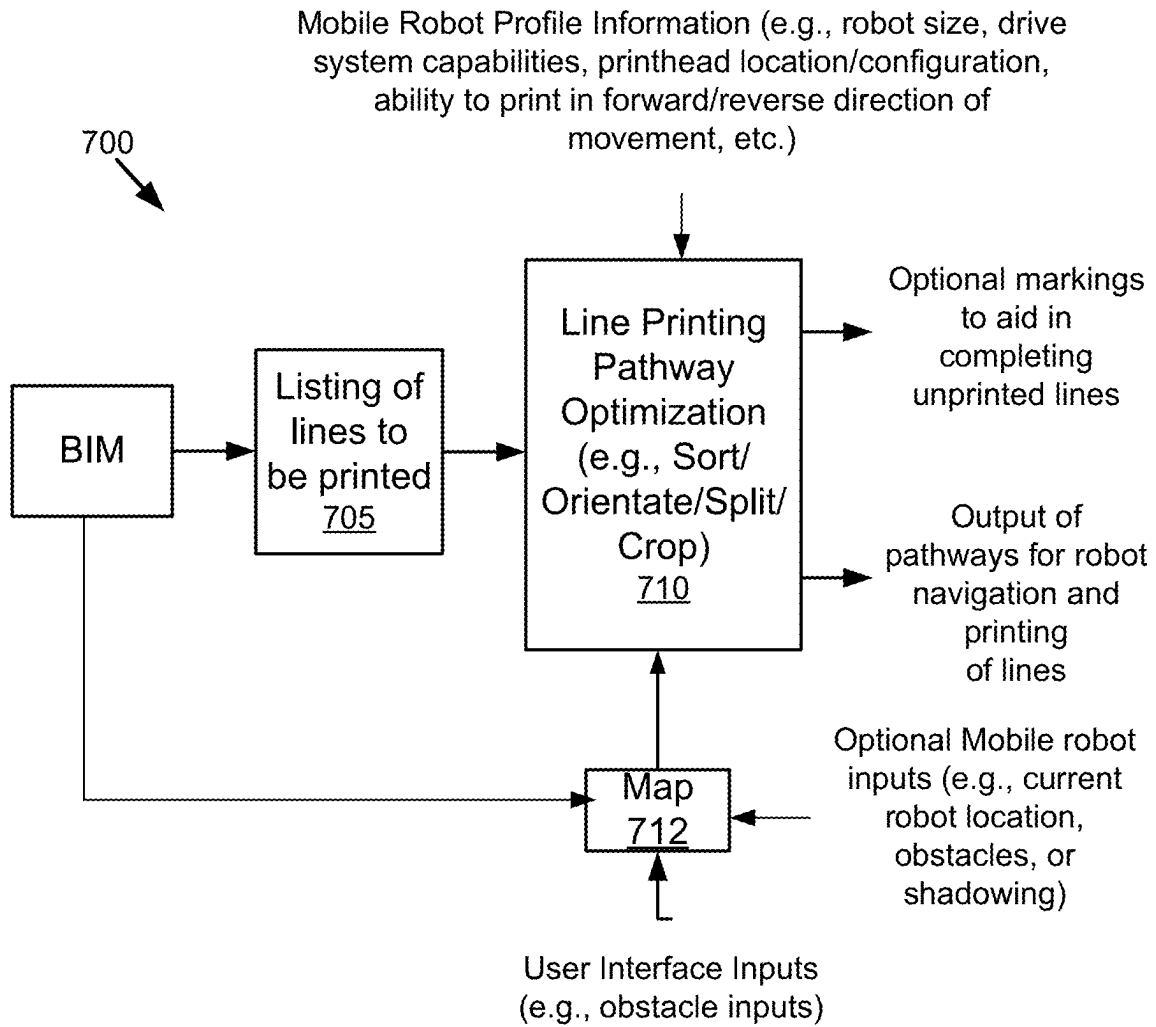 Mobile Robot Profile Information (e.g., robot size, drive
system capabilities, printhead location/configuration,
ability to print in forward/reverse direction of
movement, etc.)
700
BIM
Listing of
lines to
be printed
705
Line Printing
Pathway
Optimization
(e.g., Sort/
Orientate/Split/
Crop)
710
Optional markings
to aid in
completing
unprinted lines
Output of
pathways for robot
navigation and
printing
of lines
Map
712
Optional Mobile robot
inputs (e.g., current
robot location,
obstacles, or
shadowing)
User Interface Inputs
(e.g., obstacle inputs)